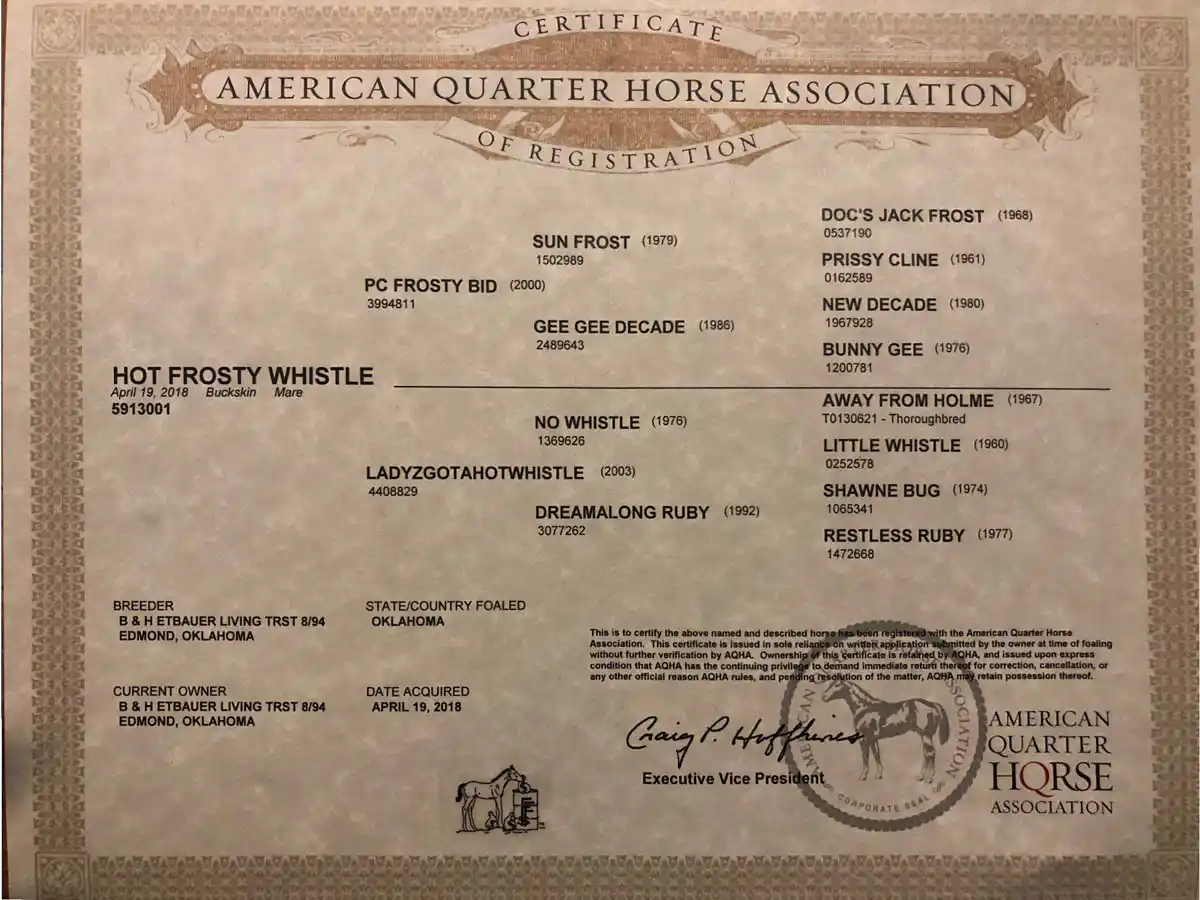 CERTIFICATE
AMERICAN QUARTER HORSE ASSOCIATION
OF REGISTRATION
DOC'S JACK FROST (1968)
0537190
SUN FROST (1979)
1502989
PRISSY CLINE (1961)
0162589
PC FROSTY BID (2000)
3994811
NEW DECADE (1980)
1967928
GEE GEE DECADE (1986)
2489643
BUNNY GEE (1976)
1200781
HOT FROSTY WHISTLE
April 19, 2018 Buckskin Mare
5913001
AWAY FROM HOLME (1967)
T0130621 - Thoroughbred
NO WHISTLE (1976)
1369626
LITTLE WHISTLE (1960)
0252578
LADYZGOTAHOTWHISTLE (2003)
4408829
SHAWNE BUG (1974)
1065341
DREAMALONG RUBY (1992)
3077262
RESTLESS RUBY (1977)
1472668
BREEDER
B & H ETBAUER LIVING TRST 8/94
EDMOND, OKLAHOMA
STATE/COUNTRY FOALED
OKLAHOMA
CURRENT OWNER
B & H ETBAUER LIVING TRST 8/94
EDMOND, OKLAHOMA
DATE ACQUIRED
APRIL 19, 2018
This is to certify the above named and described horse has been registered with the American Quarter Horse
Association. This certificate is issued in sole reliance on written application submitted by the owner at time of foaling
without further verification by AQHA. Ownership of this certificate is retained by AQHA, and issued upon express
condition that AQHA has the continuing privilege to demand immediate return thereof for correction, cancellation, or
any other official reason AQHA rules, and pending resolution of the matter, AQHA may retain possession thereof.
Craig P. Huffhines
Executive Vice President
AMERICAN ASSOCIATION
CORPORATE SEAL
AMERICAN
QUARTER
HORSE
ASSOCIATION